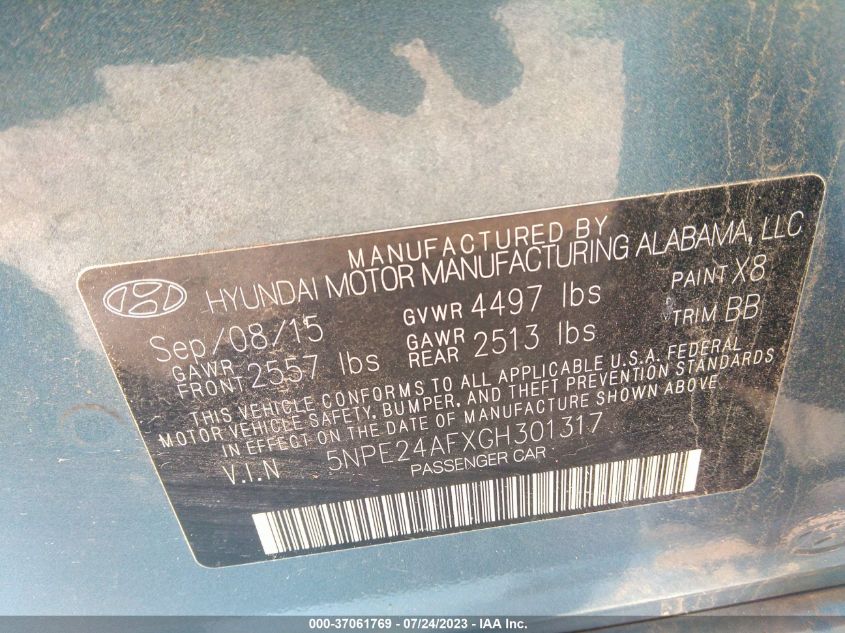 MANUFACTURED BY
HYUNDAI MOTOR MANUFACTURING ALABAMA, LLC
Sep/08/15 GVWR 4497 lbs PAINT X8
GAWR FRONT 2557 lbs GAWR REAR 2513 lbs TRIM BB
THIS VEHICLE CONFORMS TO ALL APPLICABLE U.S.A. FEDERAL
MOTOR VEHICLE SAFETY, BUMPER, AND THEFT PREVENTION STANDARDS
IN EFFECT ON THE DATE OF MANUFACTURE SHOWN ABOVE.
V.I.N 5NPE24AFXGH301317
PASSENGER CAR
000-37061769 / 07/24/2023 - IAA Inc.